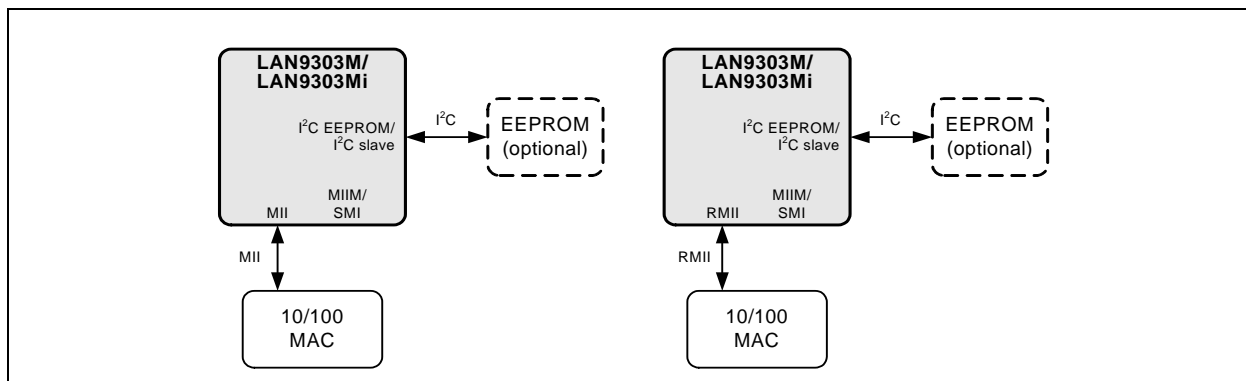 LAN9303M/
LAN9303Mi
I²C EEPROM/
I²C slave
MIIM/
SMI
MII
I²C
EEPROM
(optional)
MII
10/100
MAC
LAN9303M/
LAN9303Mi
I²C EEPROM/
I²C slave
MIIM/
SMI
RMII
I²C
EEPROM
(optional)
RMII
10/100
MAC